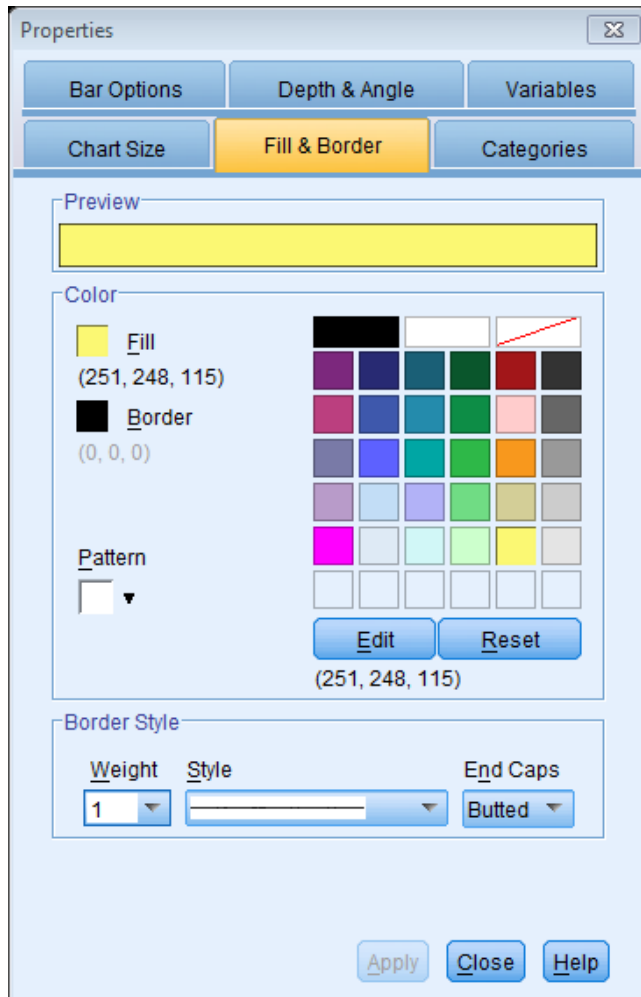 Properties
Bar Options Depth & Angle Variables
Chart Size Fill & Border Categories
Preview
Color
Fill
(251, 248, 115)
Border
(0, 0, 0)
Pattern
Edit Reset
(251, 248, 115)
Border Style
Weight Style End Caps
1 Butted
Apply Close Help